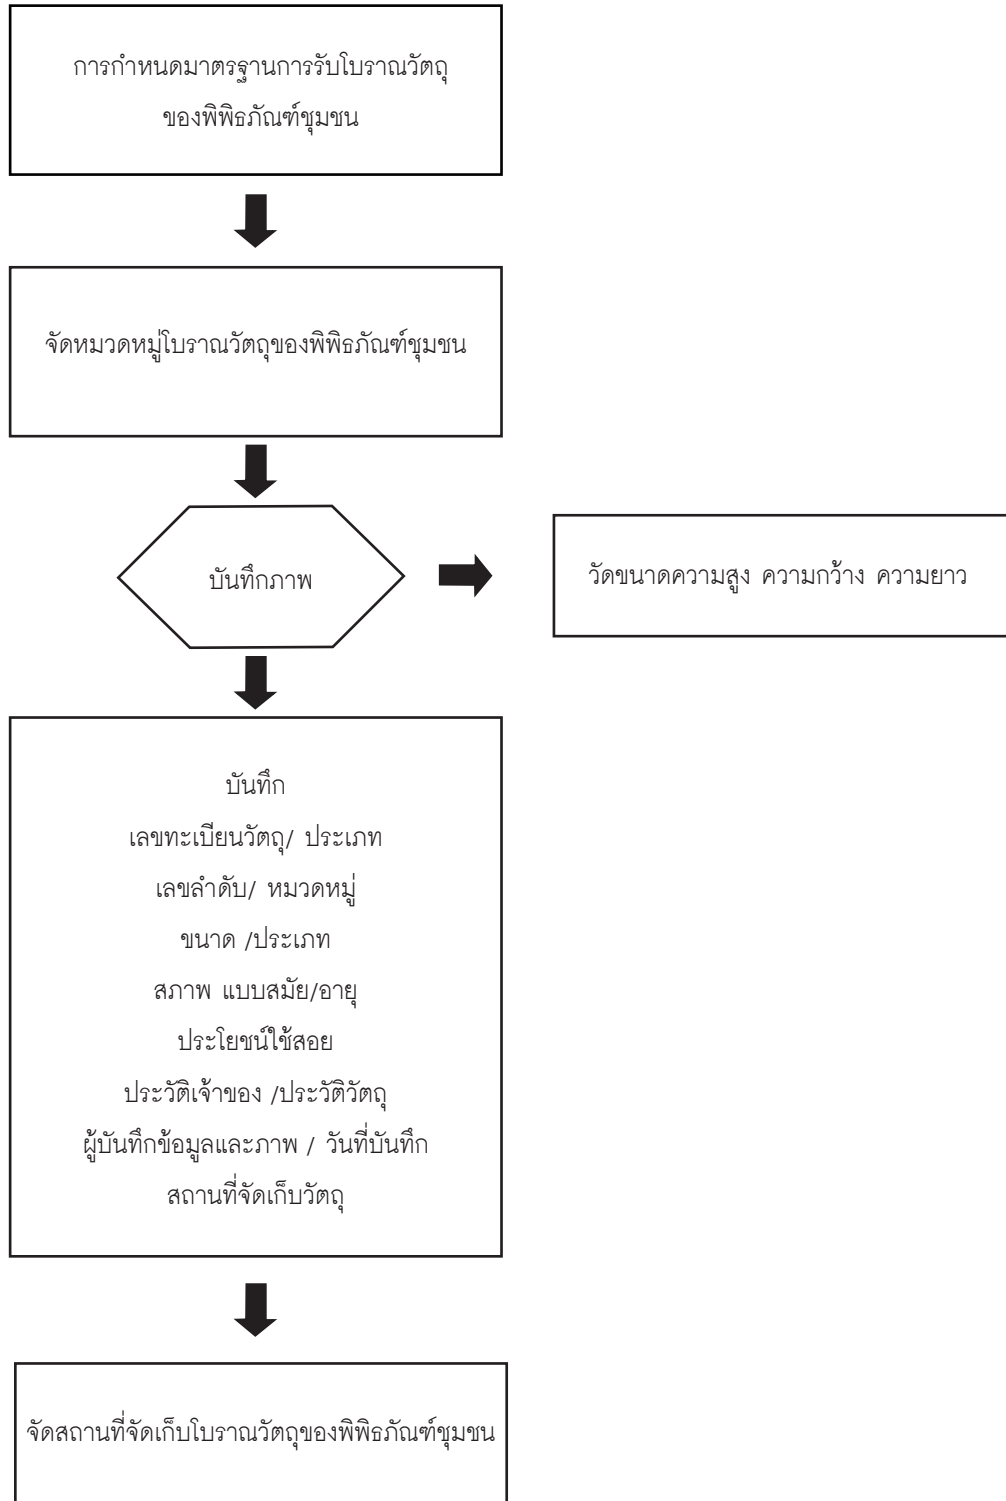 การกำหนดมาตรฐานการรับโบราณวัตถุ
ของพิพิธภัณฑ์ชุมชน
จัดหมวดหมู่โบราณวัตถุของพิพิธภัณฑ์ชุมชน
บันทึกภาพ
วัดขนาดความสูง ความกว้าง ความยาว
บันทึก
เลขทะเบียนวัตถุ/ ประเภท
เลขลำดับ/ หมวดหมู่
ขนาด /ประเภท
สภาพ แบบสมัย/อายุ
ประโยชน์ใช้สอย
ประวัติเจ้าของ /ประวัติวัตถุ
ผู้บันทึกข้อมูลและภาพ / วันที่บันทึก
สถานที่จัดเก็บวัตถุ
จัดสถานที่จัดเก็บโบราณวัตถุของพิพิธภัณฑ์ชุมชน